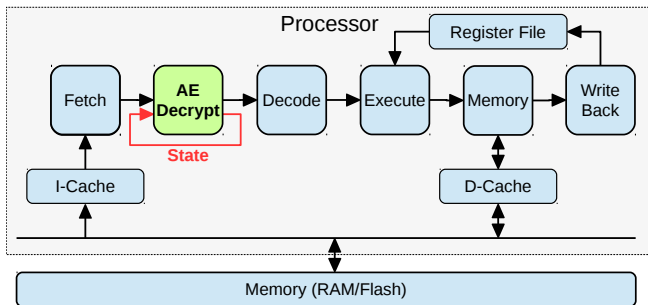 Processor
Register File
Fetch
AE
Decrypt
Decode
Execute
Memory
Write
Back
State
I-Cache
D-Cache
Memory (RAM/Flash)